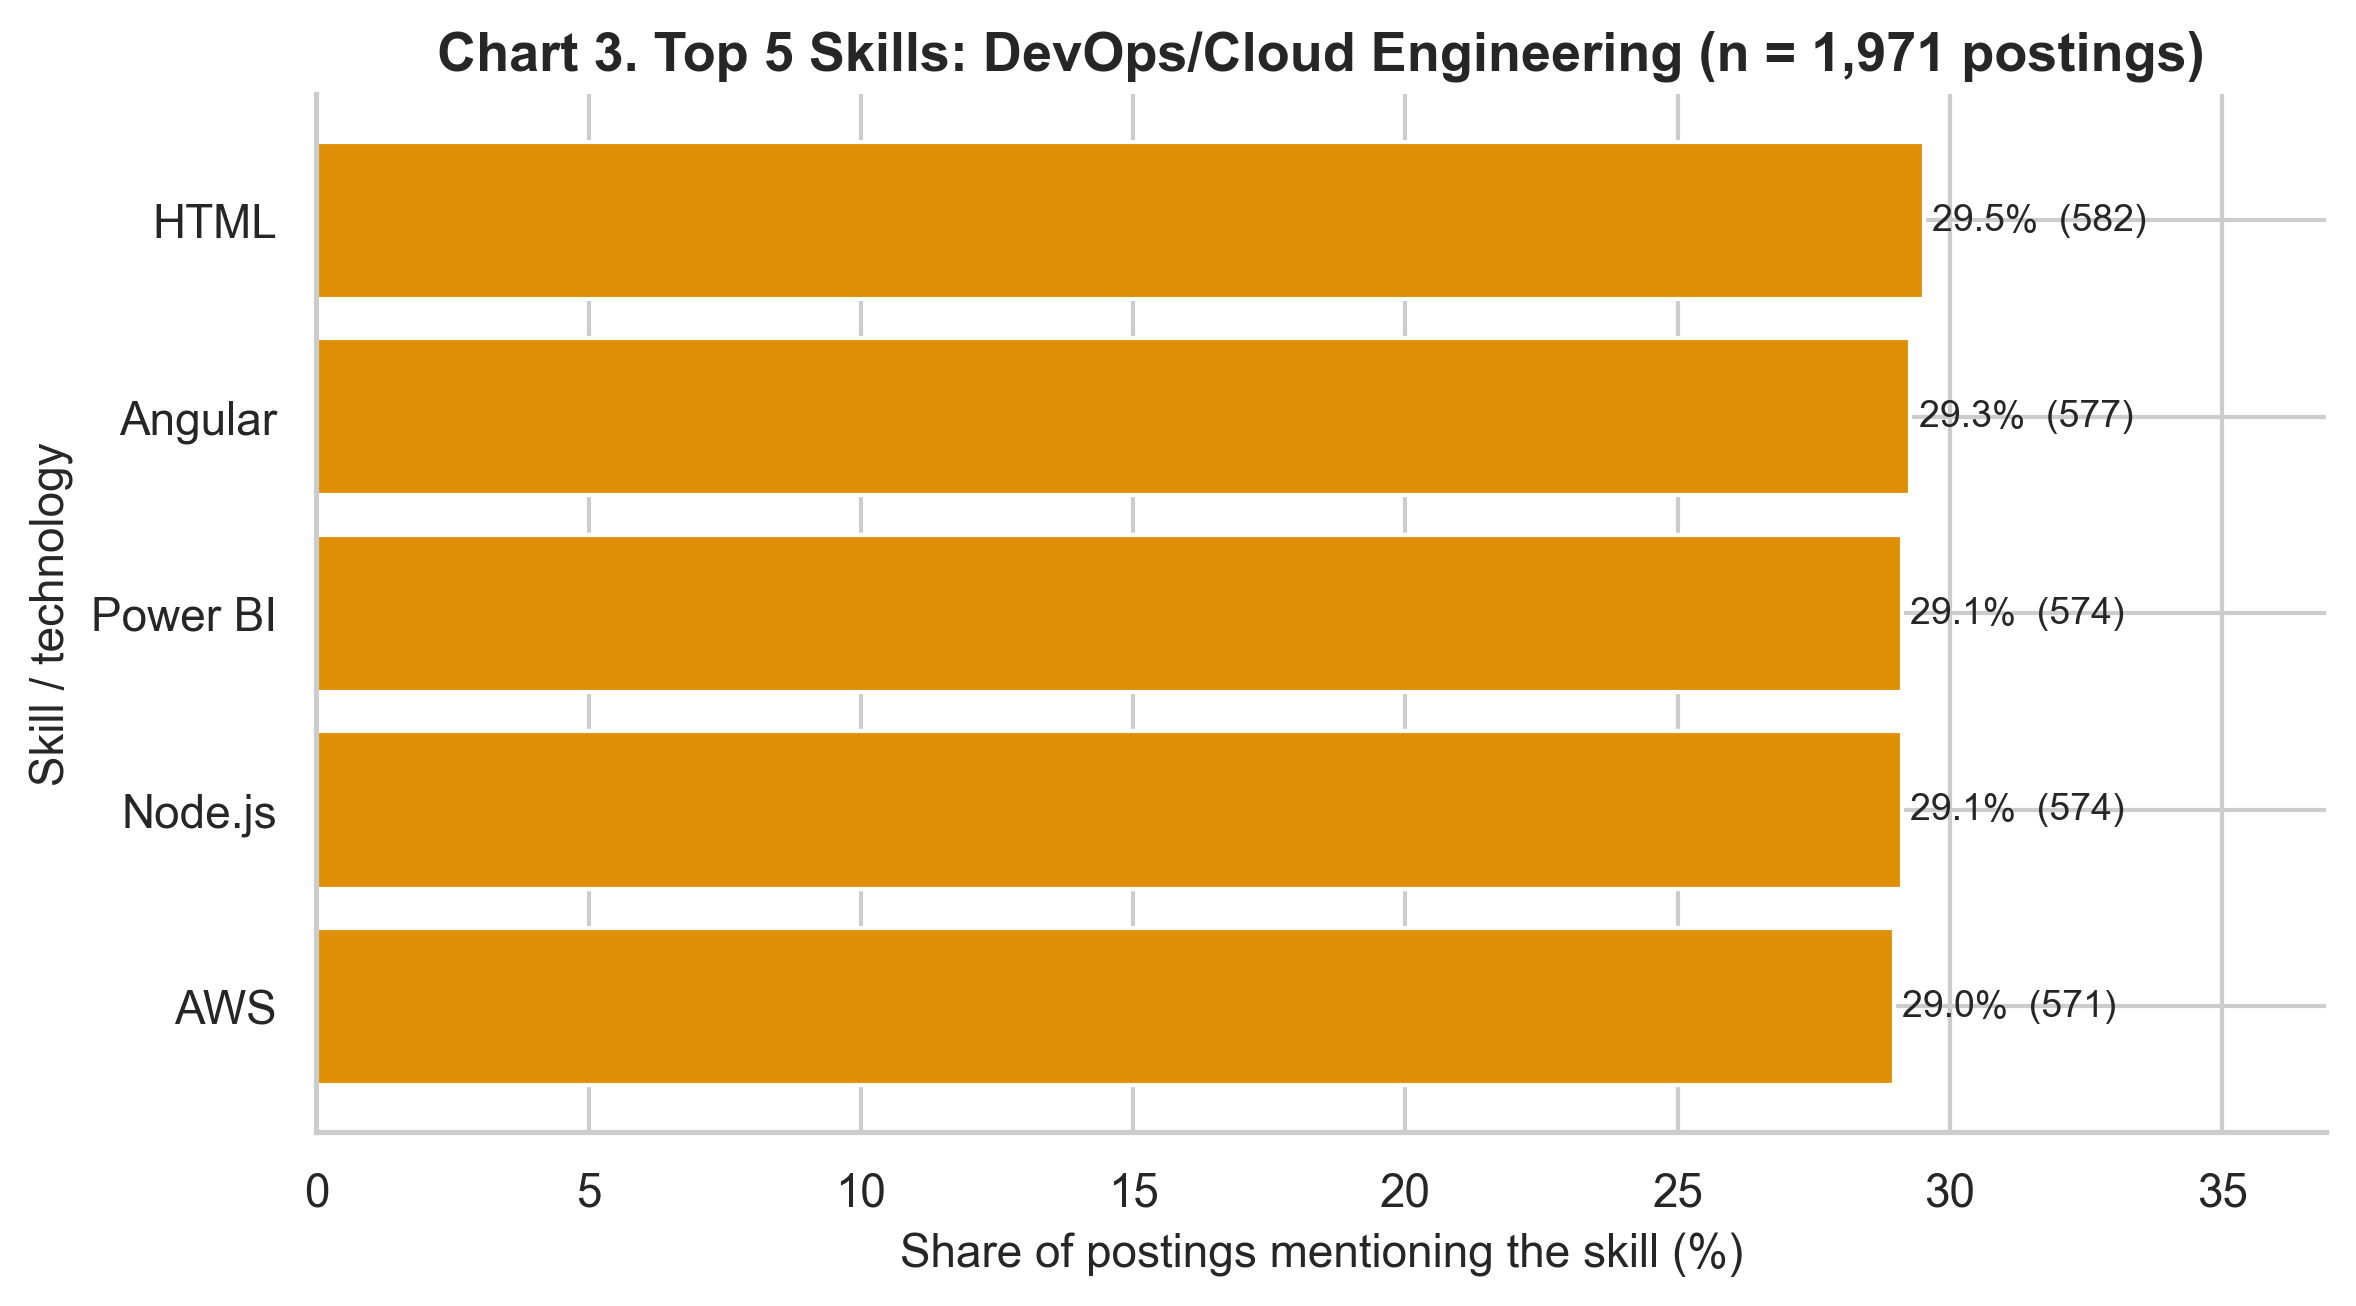 Chart 3. Top 5 Skills: DevOps/Cloud Engineering (n = 1,971 postings)
Skill / technology
HTML
29.5% (582)
Angular
29.3% (577)
Power BI
29.1% (574)
Node.js
29.1% (574)
AWS
29.0% (571)
0 5 10 15 20 25 30 35
Share of postings mentioning the skill (%)